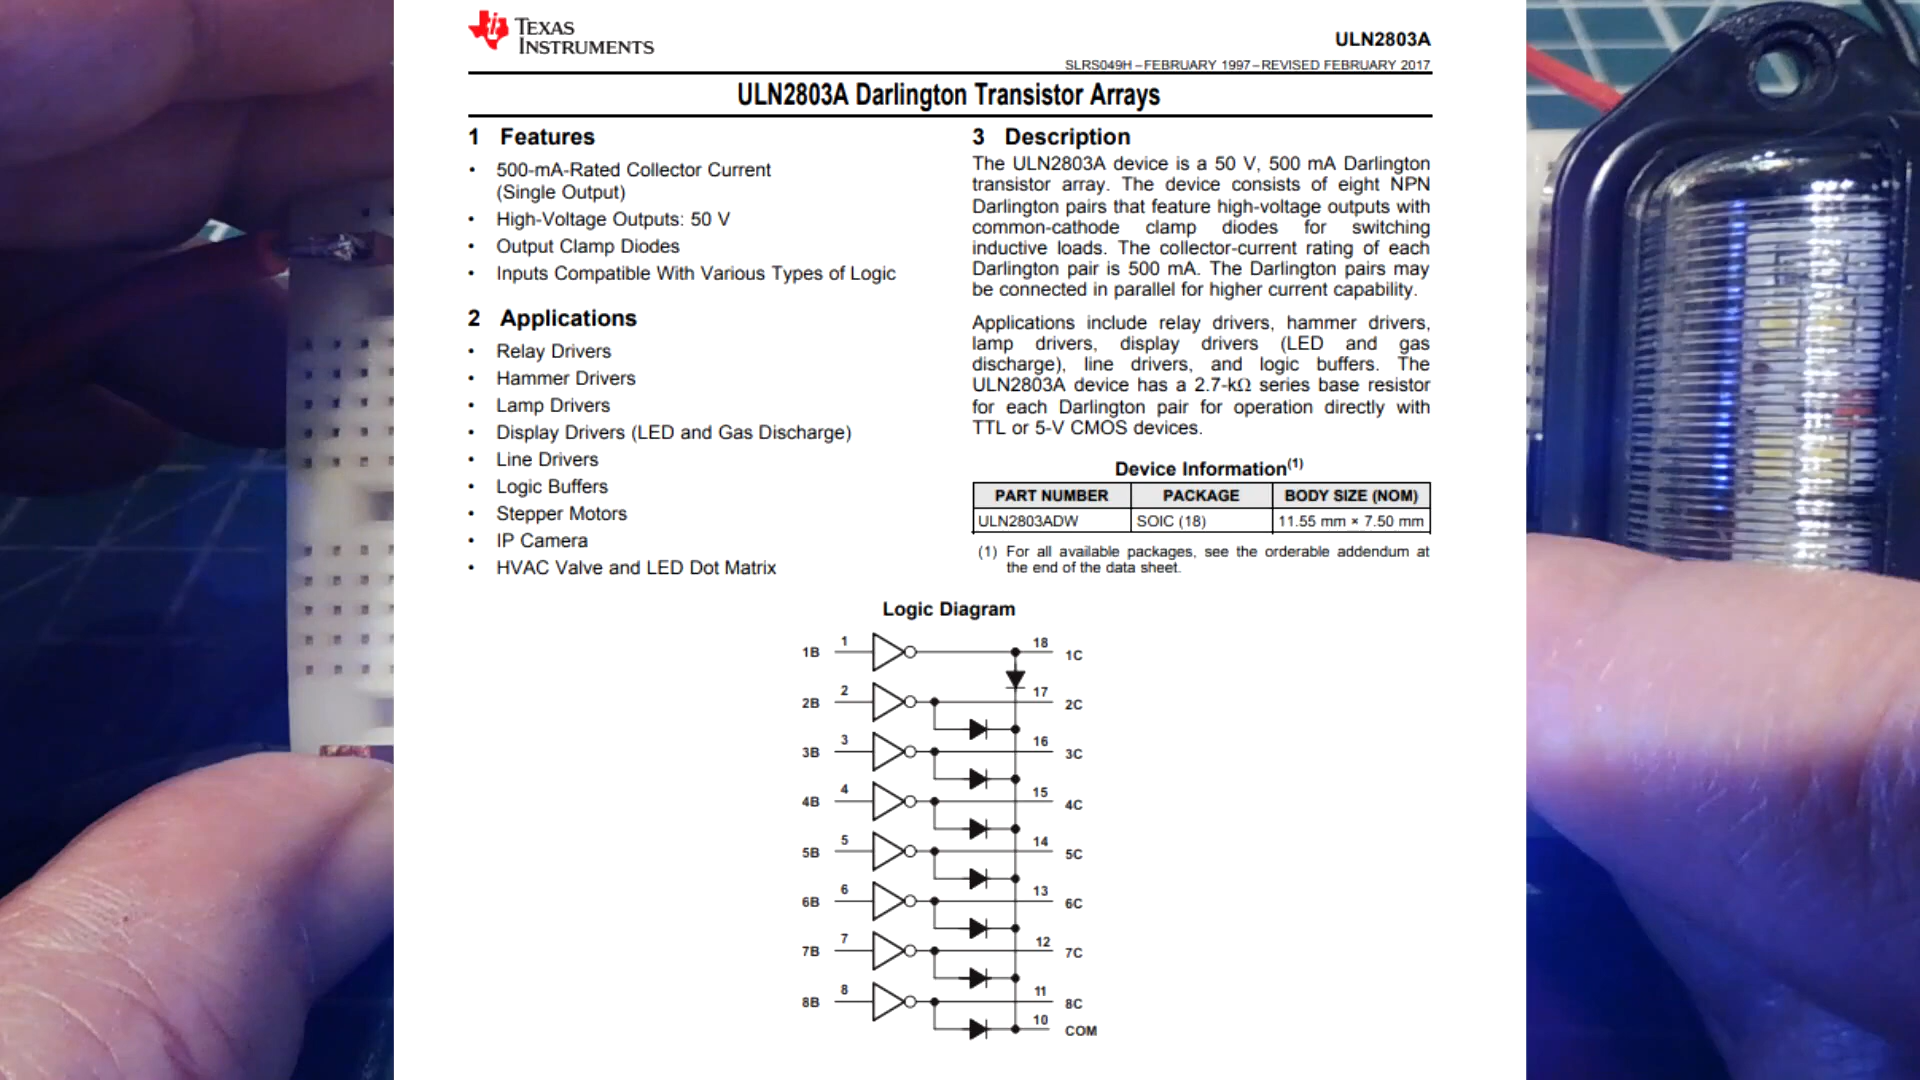 TEXAS
INSTRUMENTS
ULN2803A
SLRS049H – FEBRUARY 1997 – REVISED FEBRUARY 2017
ULN2803A Darlington Transistor Arrays
1 Features
• 500-mA-Rated Collector Current
(Single Output)
• High-Voltage Outputs: 50 V
• Output Clamp Diodes
• Inputs Compatible With Various Types of Logic
2 Applications
• Relay Drivers
• Hammer Drivers
• Lamp Drivers
• Display Drivers (LED and Gas Discharge)
• Line Drivers
• Logic Buffers
• Stepper Motors
• IP Camera
• HVAC Valve and LED Dot Matrix
3 Description
The ULN2803A device is a 50 V, 500 mA Darlington
transistor array. The device consists of eight NPN
Darlington pairs that feature high-voltage outputs with
common-cathode clamp diodes for switching
inductive loads. The collector-current rating of each
Darlington pair is 500 mA. The Darlington pairs may
be connected in parallel for higher current capability.
Applications include relay drivers, hammer drivers,
lamp drivers, display drivers (LED and gas
discharge), line drivers, and logic buffers. The
ULN2803A device has a 2.7-kΩ series base resistor
for each Darlington pair for operation directly with
TTL or 5-V CMOS devices.
Device Information(1)
PART NUMBER PACKAGE BODY SIZE (NOM)
ULN2803ADW SOIC (18) 11.55 mm × 7.50 mm
(1) For all available packages, see the orderable addendum at
the end of the data sheet.
Logic Diagram
1B 1 18 1C
2B 2 17 2C
3B 3 16 3C
4B 4 15 4C
5B 5 14 5C
6B 6 13 6C
7B 7 12 7C
8B 8 11 8C
10 COM